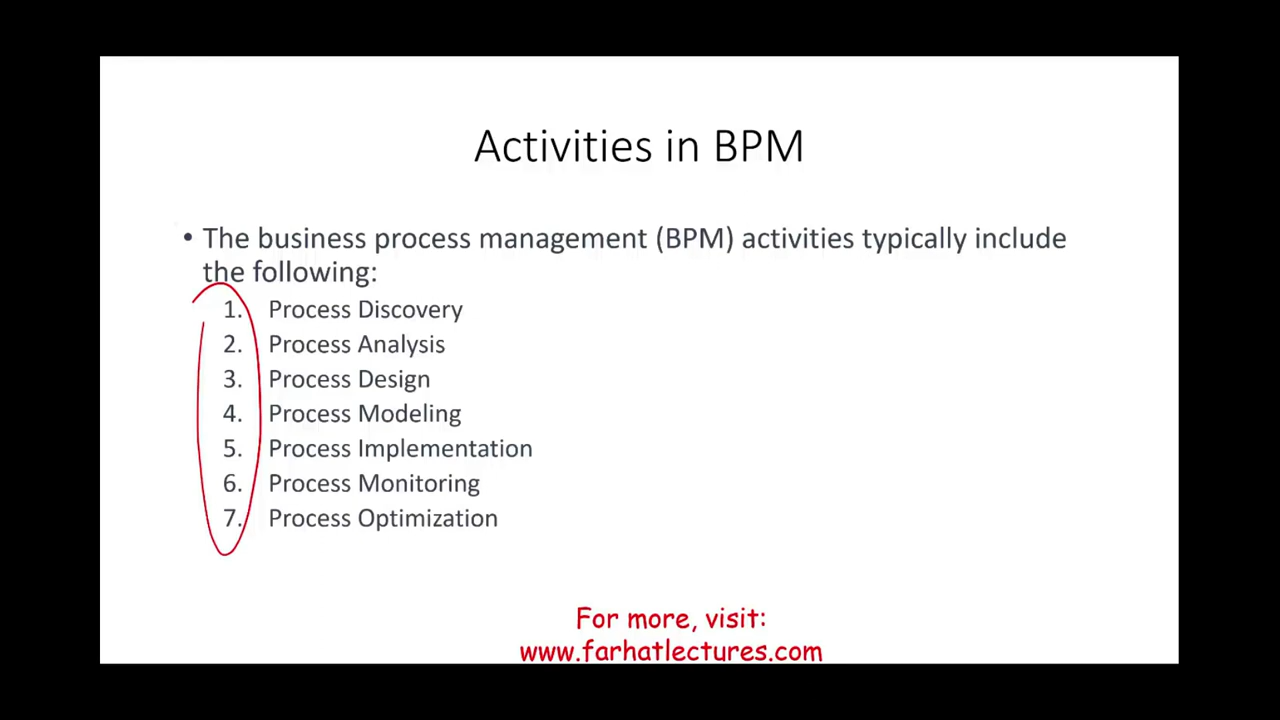 Activities in BPM
• The business process management (BPM) activities typically include
the following:
1. Process Discovery
2. Process Analysis
3. Process Design
4. Process Modeling
5. Process Implementation
6. Process Monitoring
7. Process Optimization
For more, visit:
www.farhatlectures.com